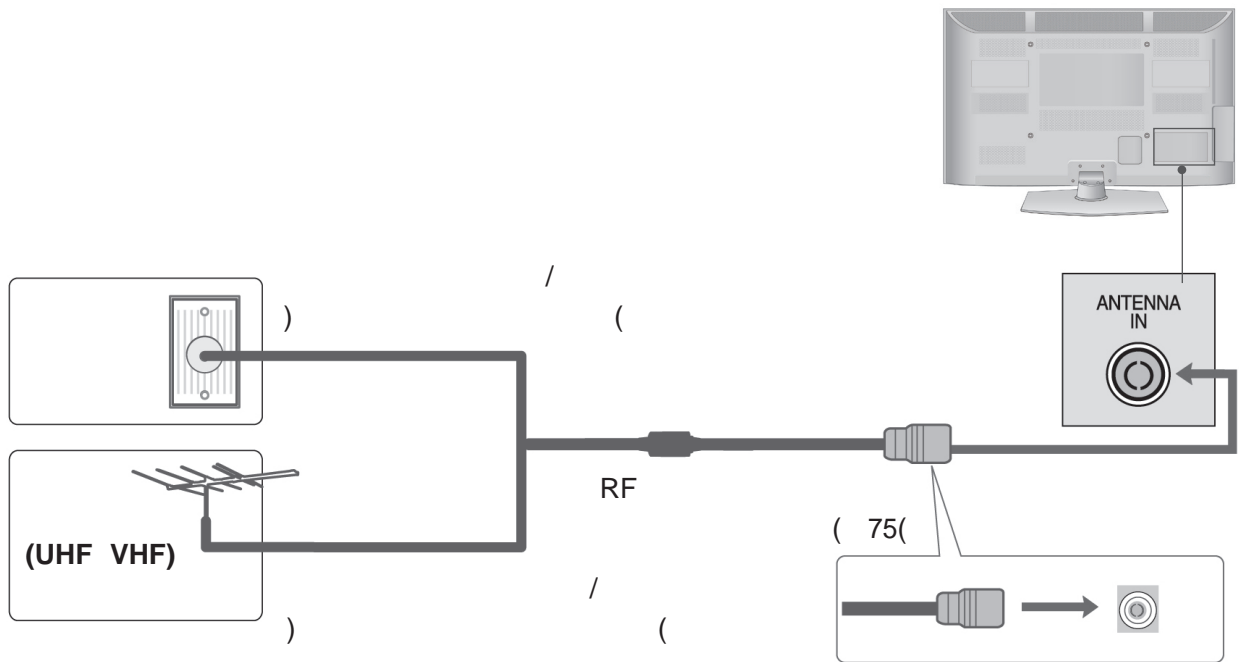 /
) (
ANTENNA
IN
RF
( 75(
(UHF VHF)
/
) (